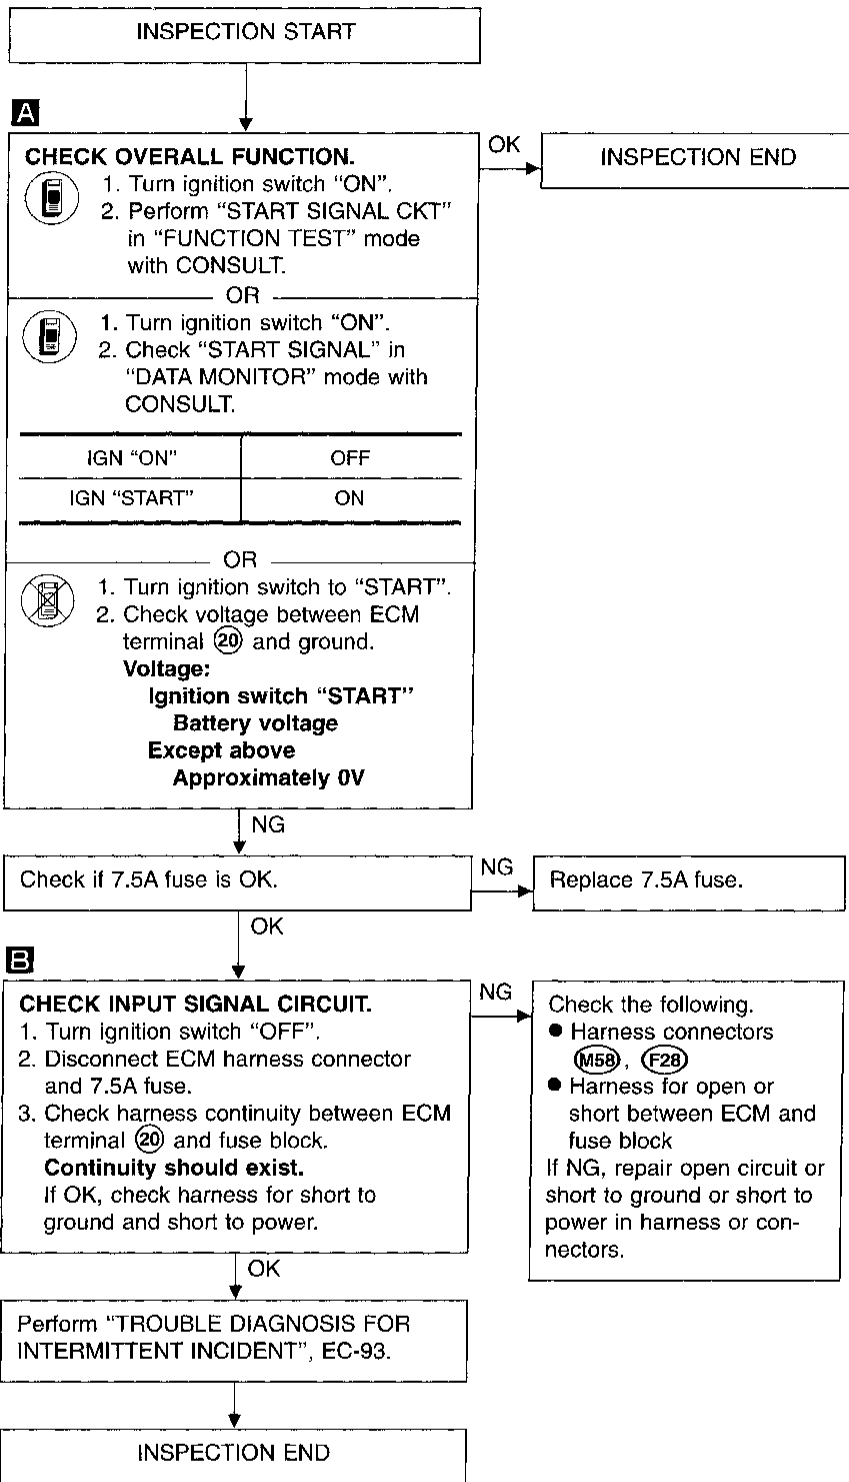 INSPECTION START
A
CHECK OVERALL FUNCTION.
1. Turn ignition switch “ON”.
2. Perform “START SIGNAL CKT”
in “FUNCTION TEST” mode
with CONSULT.
OR
1. Turn ignition switch “ON”.
2. Check “START SIGNAL” in
“DATA MONITOR” mode with
CONSULT.
IGN “ON” OFF
IGN “START” ON
OR
1. Turn ignition switch to “START”.
2. Check voltage between ECM
terminal 20 and ground.
Voltage:
Ignition switch “START”
Battery voltage
Except above
Approximately 0V
OK
INSPECTION END
NG
Check if 7.5A fuse is OK.
NG
Replace 7.5A fuse.
OK
B
CHECK INPUT SIGNAL CIRCUIT.
1. Turn ignition switch “OFF”.
2. Disconnect ECM harness connector
and 7.5A fuse.
3. Check harness continuity between ECM
terminal 20 and fuse block.
Continuity should exist.
If OK, check harness for short to
ground and short to power.
NG
Check the following.
● Harness connectors
M58, F28
● Harness for open or
short between ECM and
fuse block
If NG, repair open circuit or
short to ground or short to
power in harness or con-
nectors.
OK
Perform “TROUBLE DIAGNOSIS FOR
INTERMITTENT INCIDENT”, EC-93.
INSPECTION END